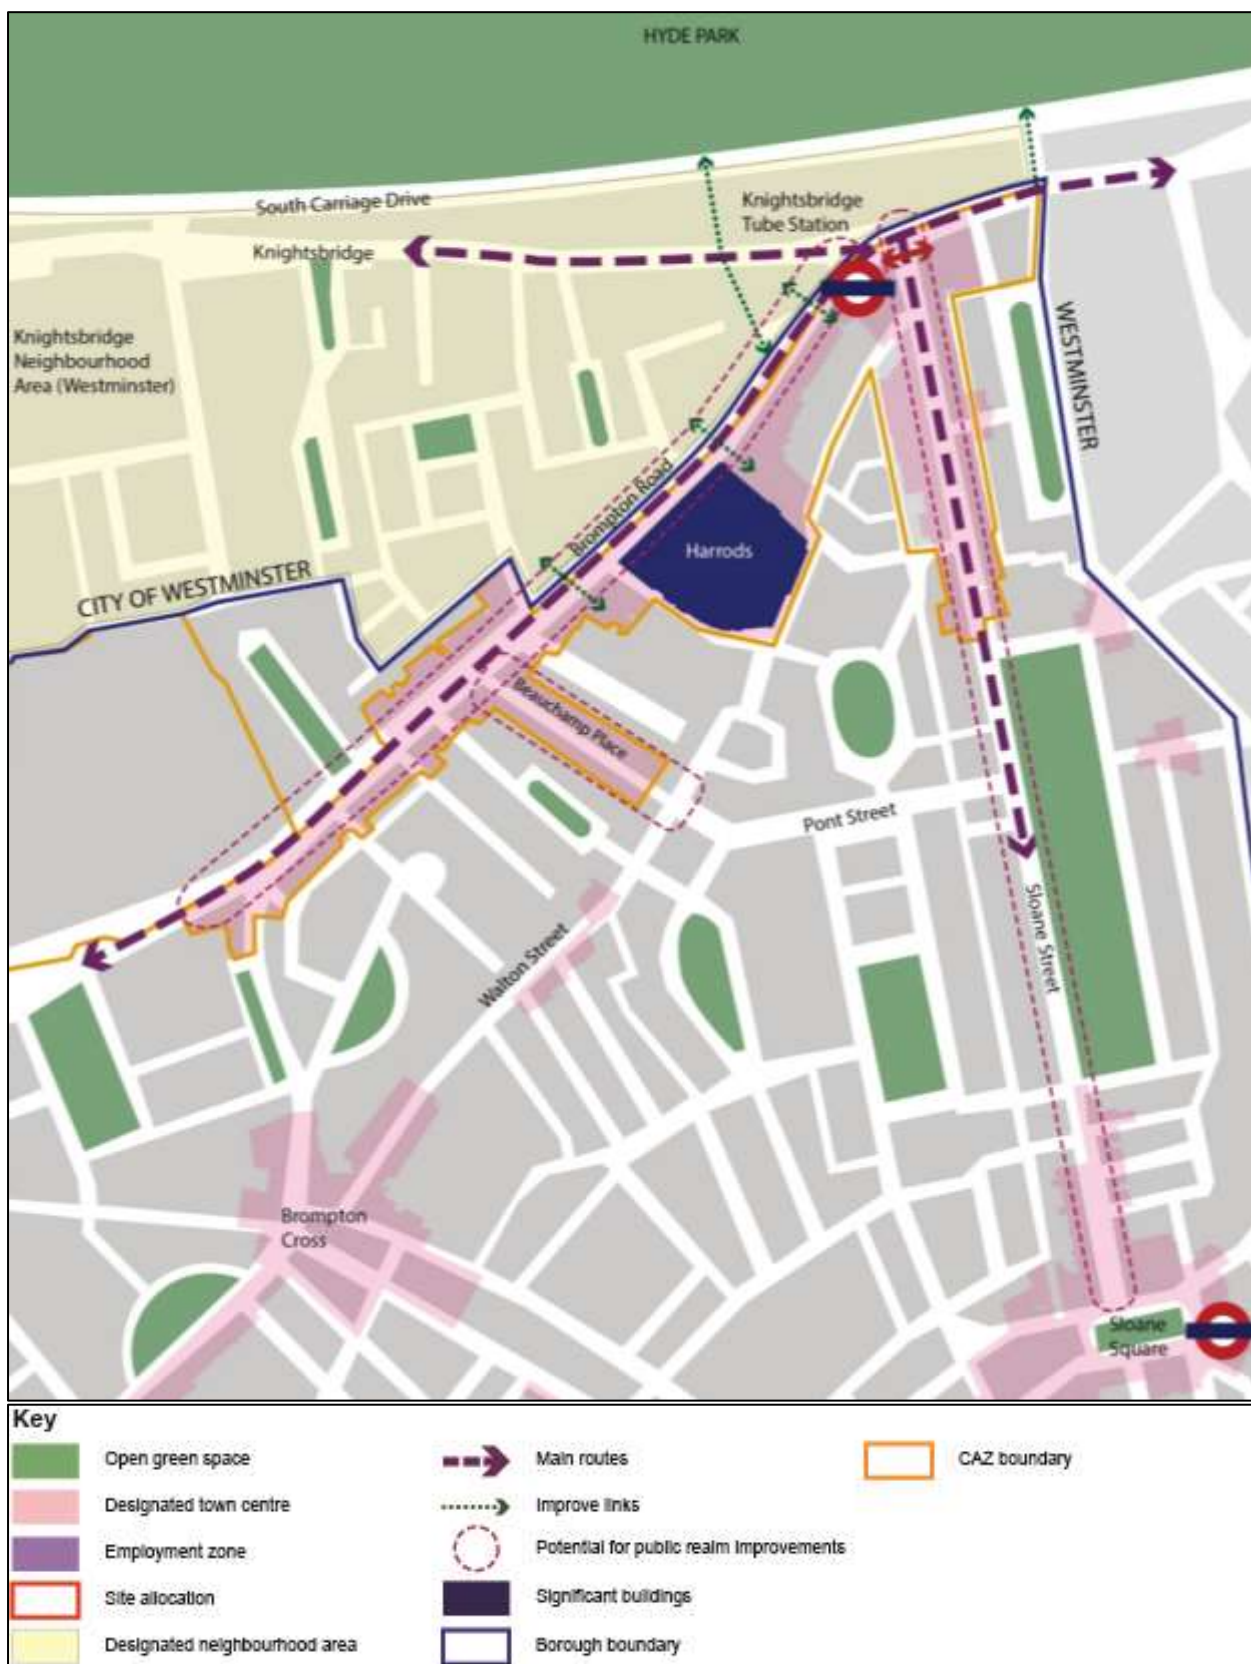 HYDE PARK
South Carriage Drive
Knightsbridge
Tube Station
Knightsbridge
Knightsbridge
Neighbourhood
Area (Westminster)
WESTMINSTER
Brompton Road
Harrods
CITY OF WESTMINSTER
Beauchamp Place
Pont Street
Sloane Street
Walton Street
Brompton
Cross
Sloane
Square
Key
Open green space
Main routes
CAZ boundary
Designated town centre
Improve links
Employment zone
Potential for public realm improvements
Site allocation
Significant buildings
Designated neighbourhood area
Borough boundary